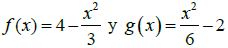 f(x) = 4 − x²/3 y g(x) = x²/6 − 2